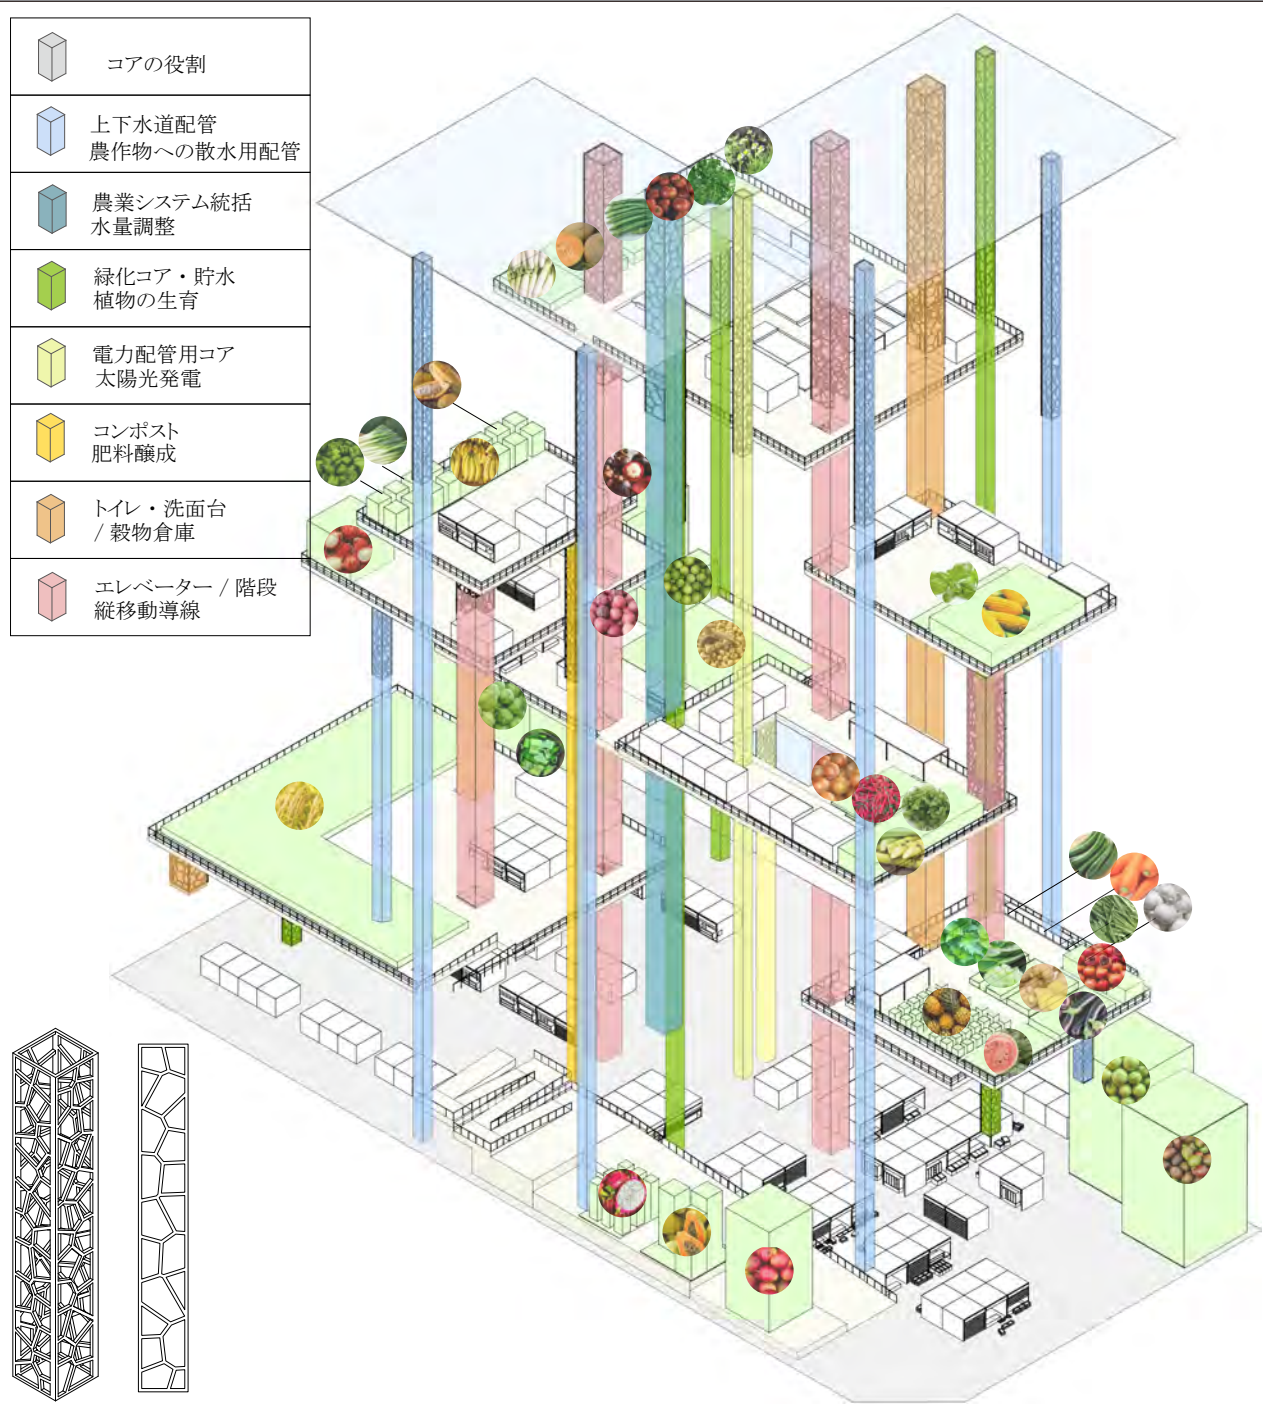 コアの役割
上下水道配管
農作物への散水用配管
農業システム統括
水量調整
緑化コア・貯水
植物の生育
電力配管用コア
太陽光発電
コンポスト
肥料醸成
トイレ・洗面台
/ 穀物倉庫
エレベーター / 階段
縦移動導線